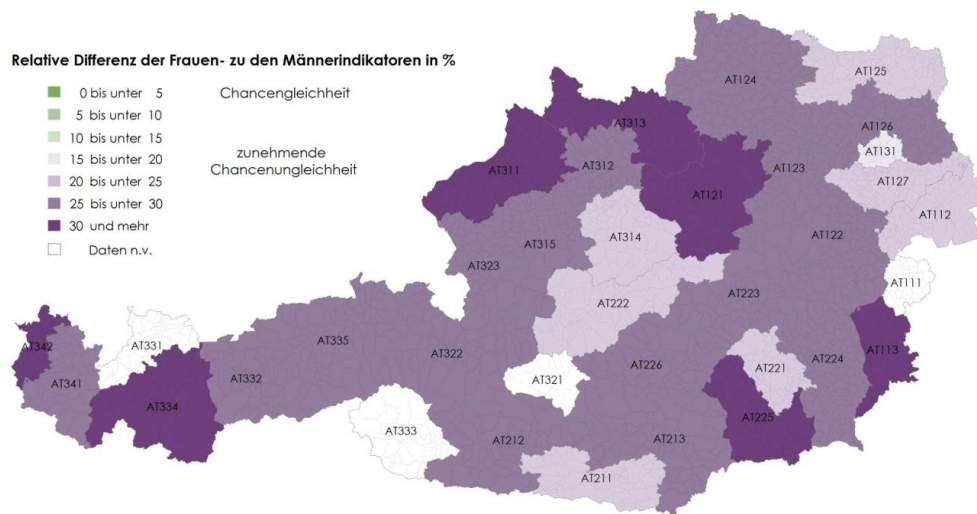 Relative Differenz der Frauen- zu den Männerindikatoren in %
0 bis unter 5
Chancengleichheit
5 bis unter 10
10 bis unter 15
15 bis unter 20
zunehmende
Chancenungleichheit
20 bis unter 25
25 bis unter 30
30 und mehr
Daten n.v.
AT124
AT125
AT313
AT126
AT131
AT312
AT123
AT311
AT127
AT121
AT112
AT314
AT122
AT315
AT323
AT111
AT222
AT223
AT335
AT342
AT331
AT322
AT113
AT341
AT332
AT226
AT221
AT224
AT321
AT334
AT225
AT333
AT212
AT213
AT211